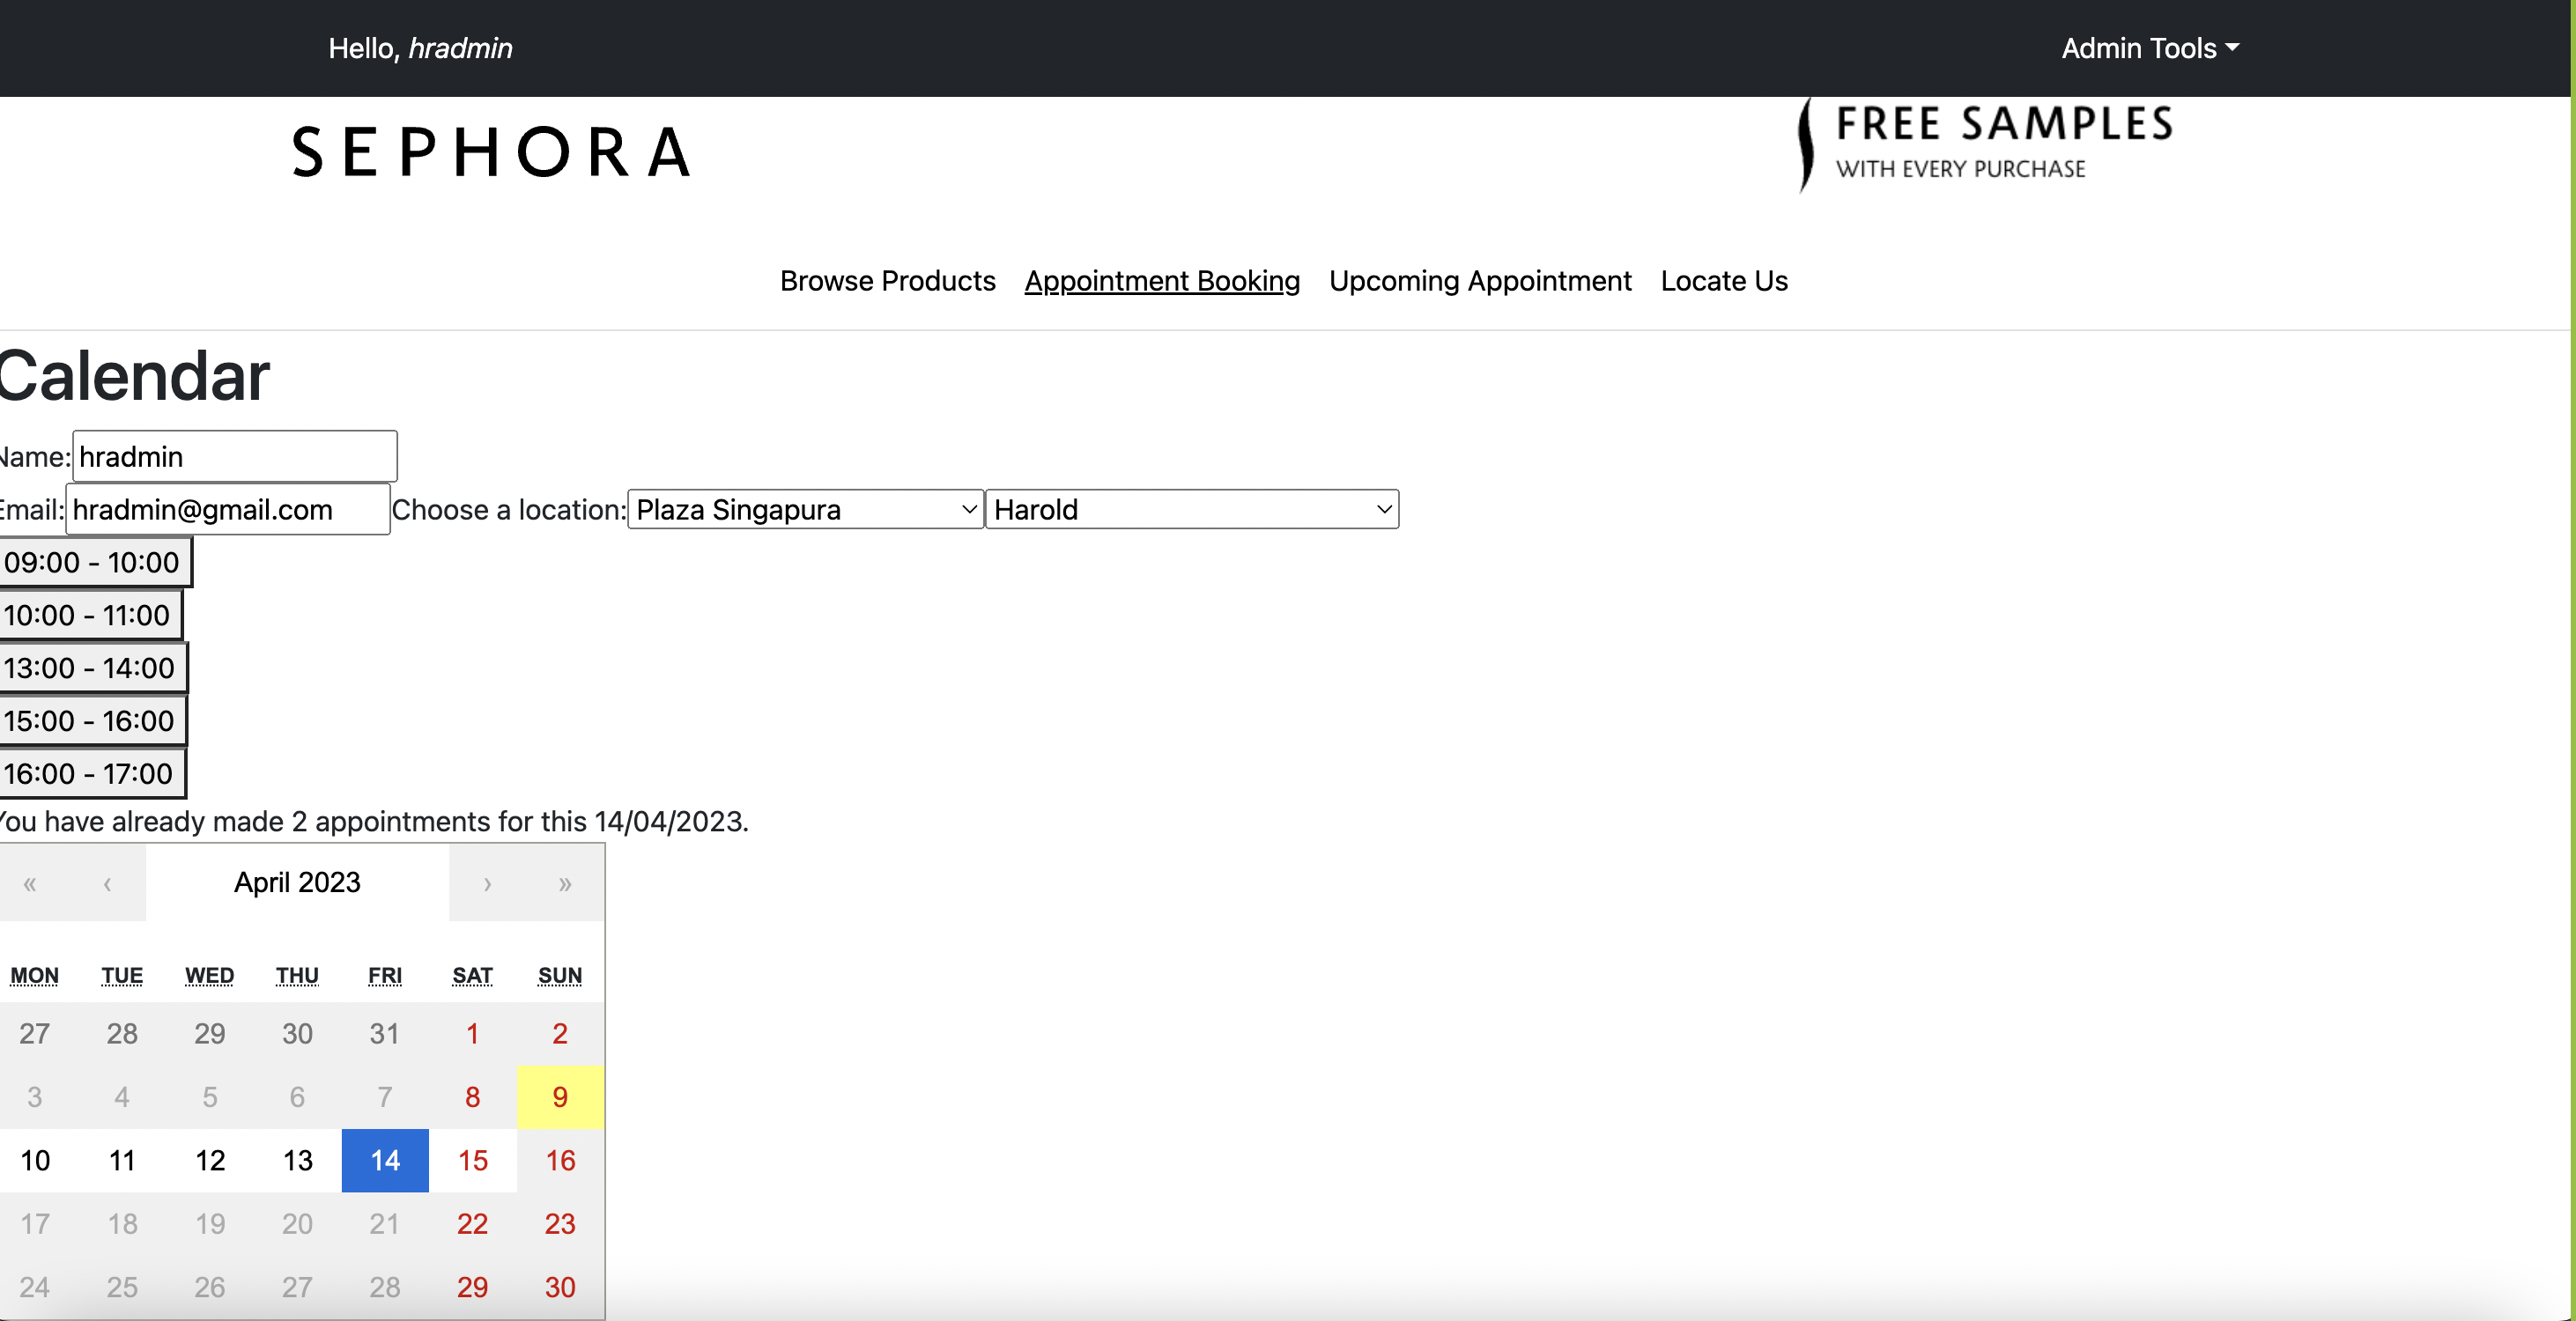 Hello, hradmin
Admin Tools
SEPHORA
FREE SAMPLES
WITH EVERY PURCHASE
Browse Products Appointment Booking Upcoming Appointment Locate Us
Calendar
Name: hradmin
Email: hradmin@gmail.com Choose a location: Plaza Singapura Harold
09:00 - 10:00
10:00 - 11:00
13:00 - 14:00
15:00 - 16:00
16:00 - 17:00
You have already made 2 appointments for this 14/04/2023.
« ‹ April 2023 › »
MON TUE WED THU FRI SAT SUN
27 28 29 30 31 1 2
3 4 5 6 7 8 9
10 11 12 13 14 15 16
17 18 19 20 21 22 23
24 25 26 27 28 29 30